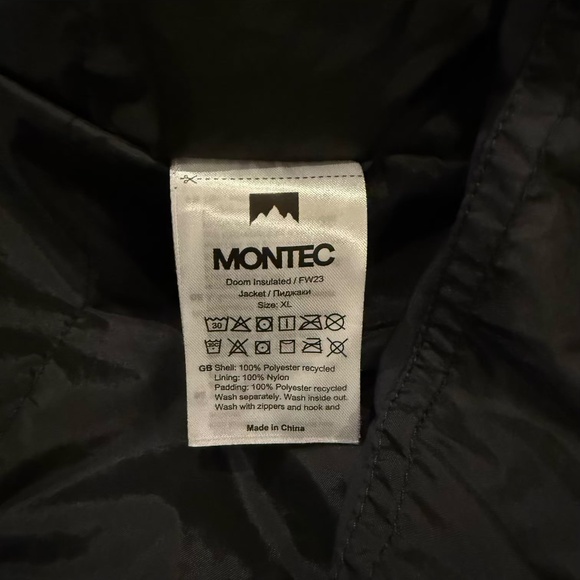 MONTEC
Doom Insulated / FW23
Jacket / Пиджаки
Size: XL
30
GB Shell: 100% Polyester recycled
Lining: 100% Nylon
Padding: 100% Polyester recycled
Wash separately. Wash inside out.
Wash with zippers and hook and
Made in China